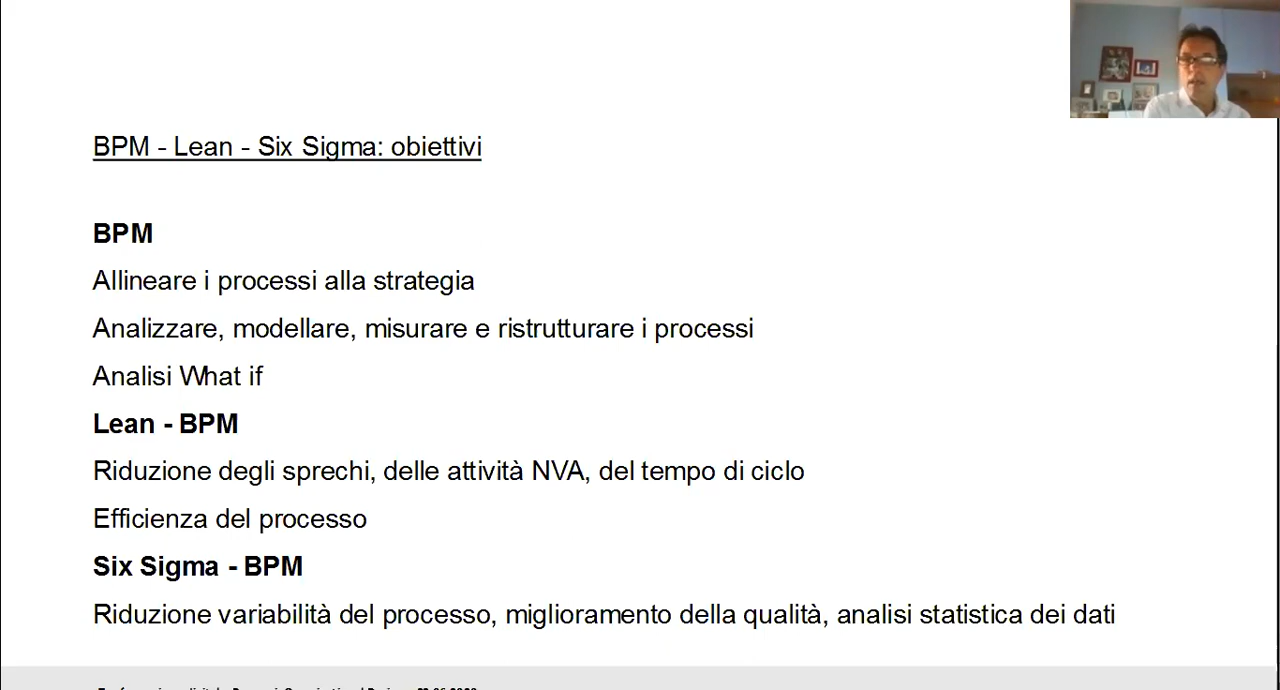 BPM - Lean - Six Sigma: obiettivi
BPM
Allineare i processi alla strategia
Analizzare, modellare, misurare e ristrutturare i processi
Analisi What if
Lean - BPM
Riduzione degli sprechi, delle attività NVA, del tempo di ciclo
Efficienza del processo
Six Sigma - BPM
Riduzione variabilità del processo, miglioramento della qualità, analisi statistica dei dati